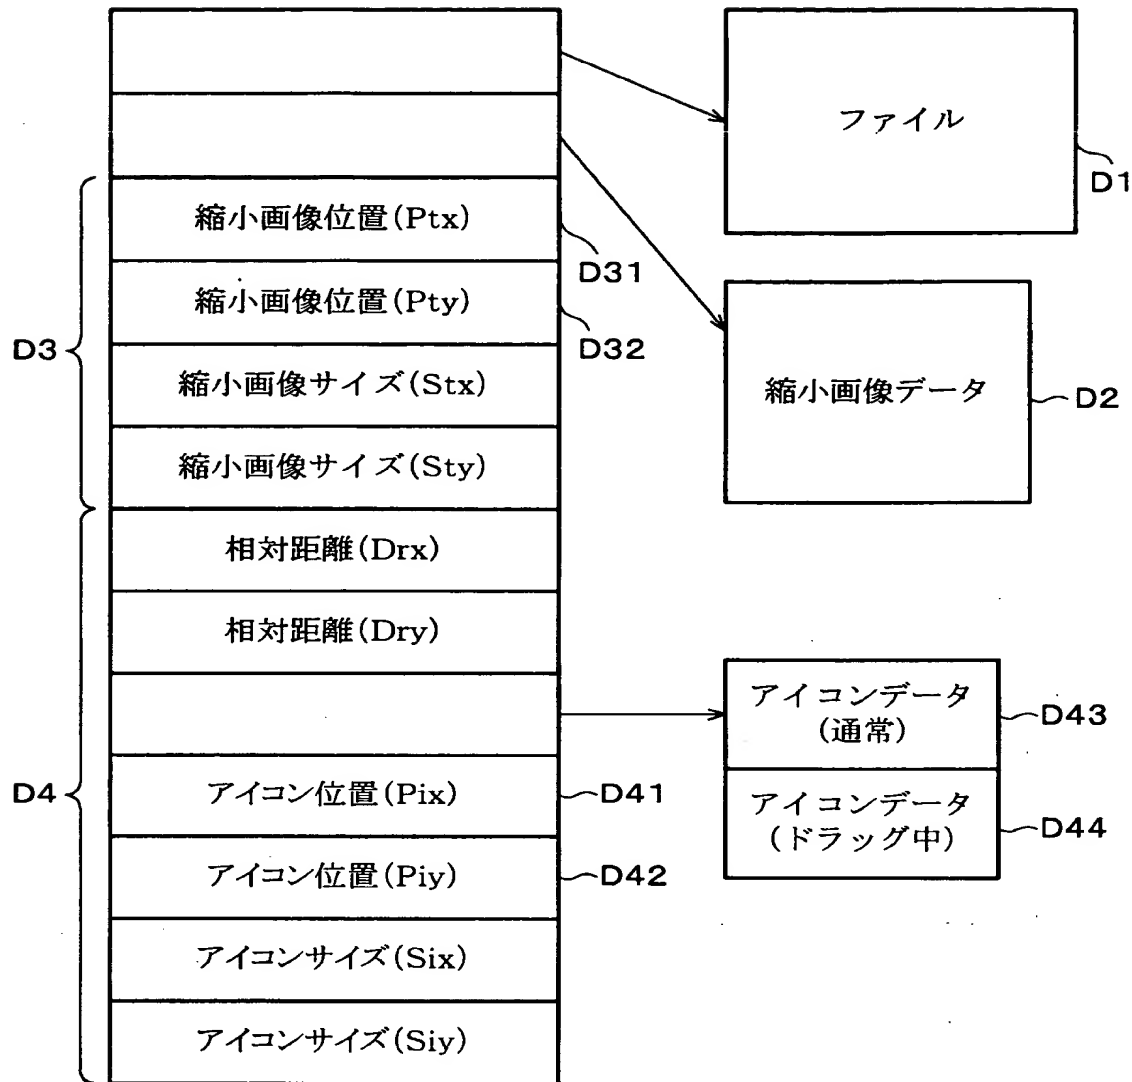 ファイル
D1
縮小画像位置(Ptx)
D31
縮小画像位置(Pty)
D32
D3
縮小画像サイズ(Stx)
縮小画像データ
D2
縮小画像サイズ(Sty)
相対距離(Drx)
相対距離(Dry)
アイコンデータ
(通常)
D43
D4
アイコン位置(Pix)
D41
アイコンデータ
(ドラッグ中)
D44
アイコン位置(Piy)
D42
アイコンサイズ(Six)
アイコンサイズ(Siy)